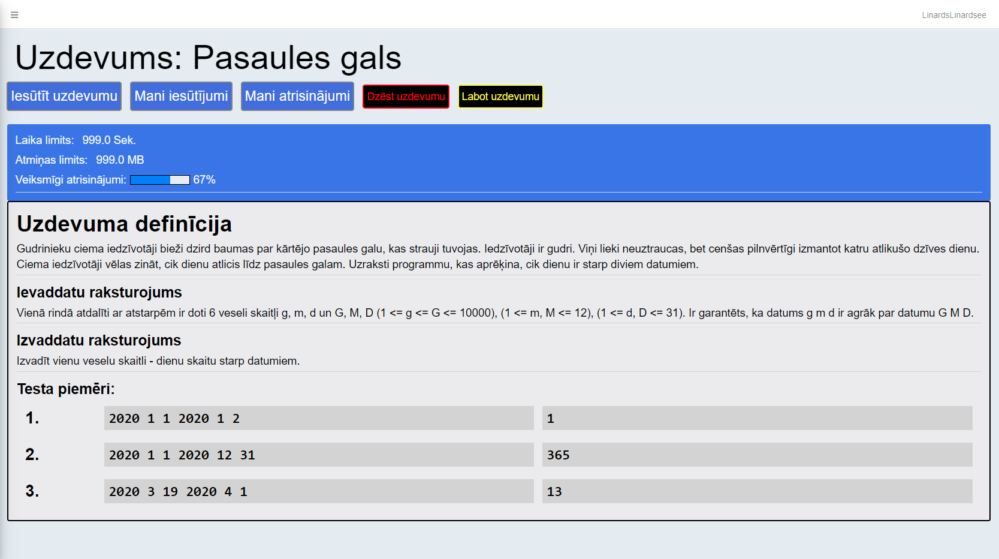 LinardsLinardsee
Uzdevums: Pasaules gals
Iesūtīt uzdevumu Mani iesūtījumi Mani atrisinājumi Dzēst uzdevumu Labot uzdevumu
Laika limits: 999.0 Sek.
Atmiņas limits: 999.0 MB
Veiksmīgi atrisinājumi: 67%
Uzdevuma definīcija
Gudrinieku ciema iedzīvotāji bieži dzird baumas par kārtējo pasaules galu, kas strauji tuvojas. Iedzīvotāji ir gudri. Viņi lieki neuztraucas, bet cenšas pilnvērtīgi izmantot katru atlikušo dzīves dienu.
Ciema iedzīvotāji vēlas zināt, cik dienu atlicis līdz pasaules galam. Uzraksti programmu, kas aprēķina, cik dienu ir starp diviem datumiem.
Ievaddatu raksturojums
Vienā rindā atdalīti ar atstarpēm ir doti 6 veseli skaitļi g, m, d un G, M, D (1 <= g <= G <= 10000), (1 <= m, M <= 12), (1 <= d, D <= 31). Ir garantēts, ka datums g m d ir agrāk par datumu G M D.
Izvaddatu raksturojums
Izvadīt vienu veselu skaitli - dienu skaitu starp datumiem.
Testa piemēri:
1. 2020 1 1 2020 1 2 1
2. 2020 1 1 2020 12 31 365
3. 2020 3 19 2020 4 1 13